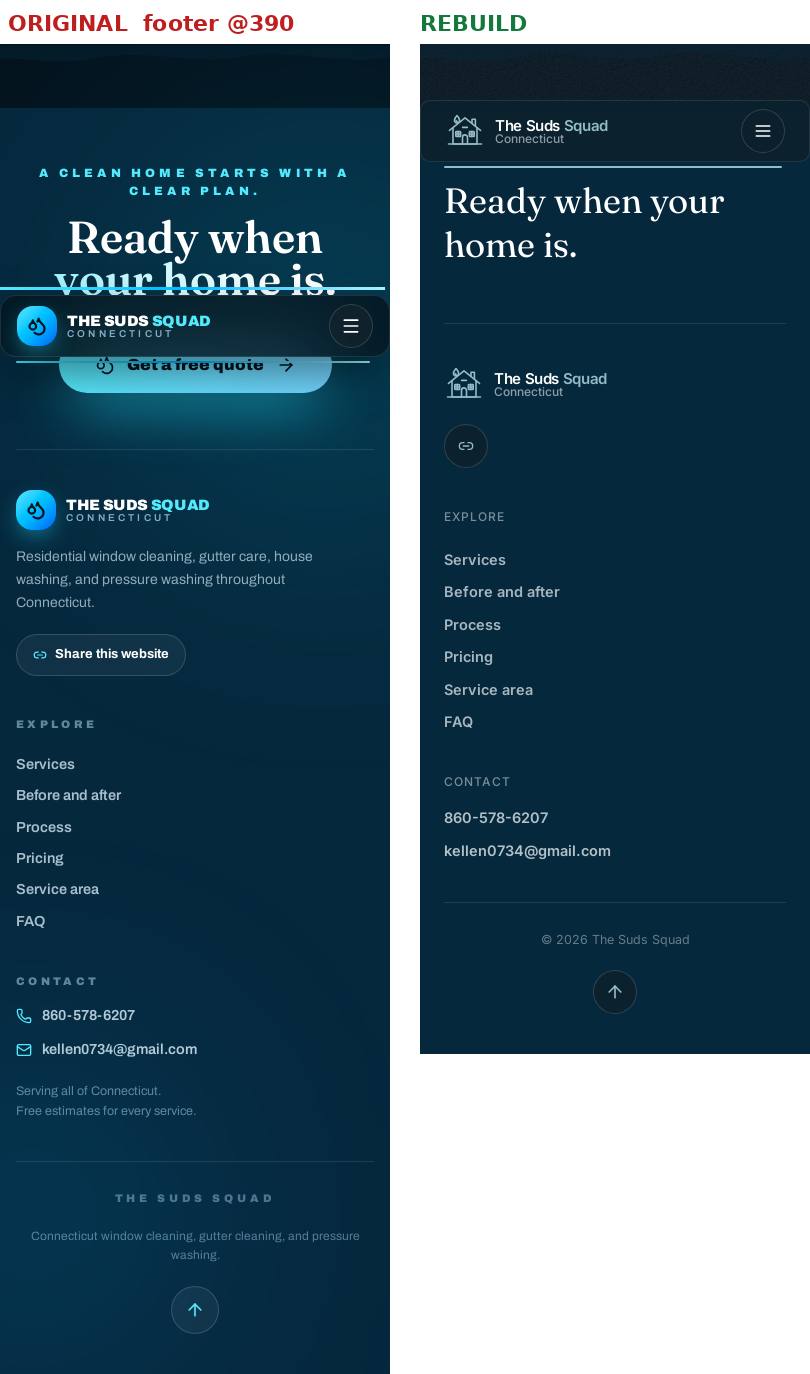 ORIGINAL footer @390
A CLEAN HOME STARTS WITH A
CLEAR PLAN.
Ready when
your home is.
THE SUDS SQUAD
CONNECTICUT
Get a free quote
THE SUDS SQUAD
CONNECTICUT
Residential window cleaning, gutter care, house
washing, and pressure washing throughout
Connecticut.
Share this website
EXPLORE
Services
Before and after
Process
Pricing
Service area
FAQ
CONTACT
860-578-6207
kellen0734@gmail.com
Serving all of Connecticut.
Free estimates for every service.
THE SUDS SQUAD
Connecticut window cleaning, gutter cleaning, and pressure
washing.
REBUILD
The Suds Squad
Connecticut
Ready when your
home is.
The Suds Squad
Connecticut
EXPLORE
Services
Before and after
Process
Pricing
Service area
FAQ
CONTACT
860-578-6207
kellen0734@gmail.com
© 2026 The Suds Squad